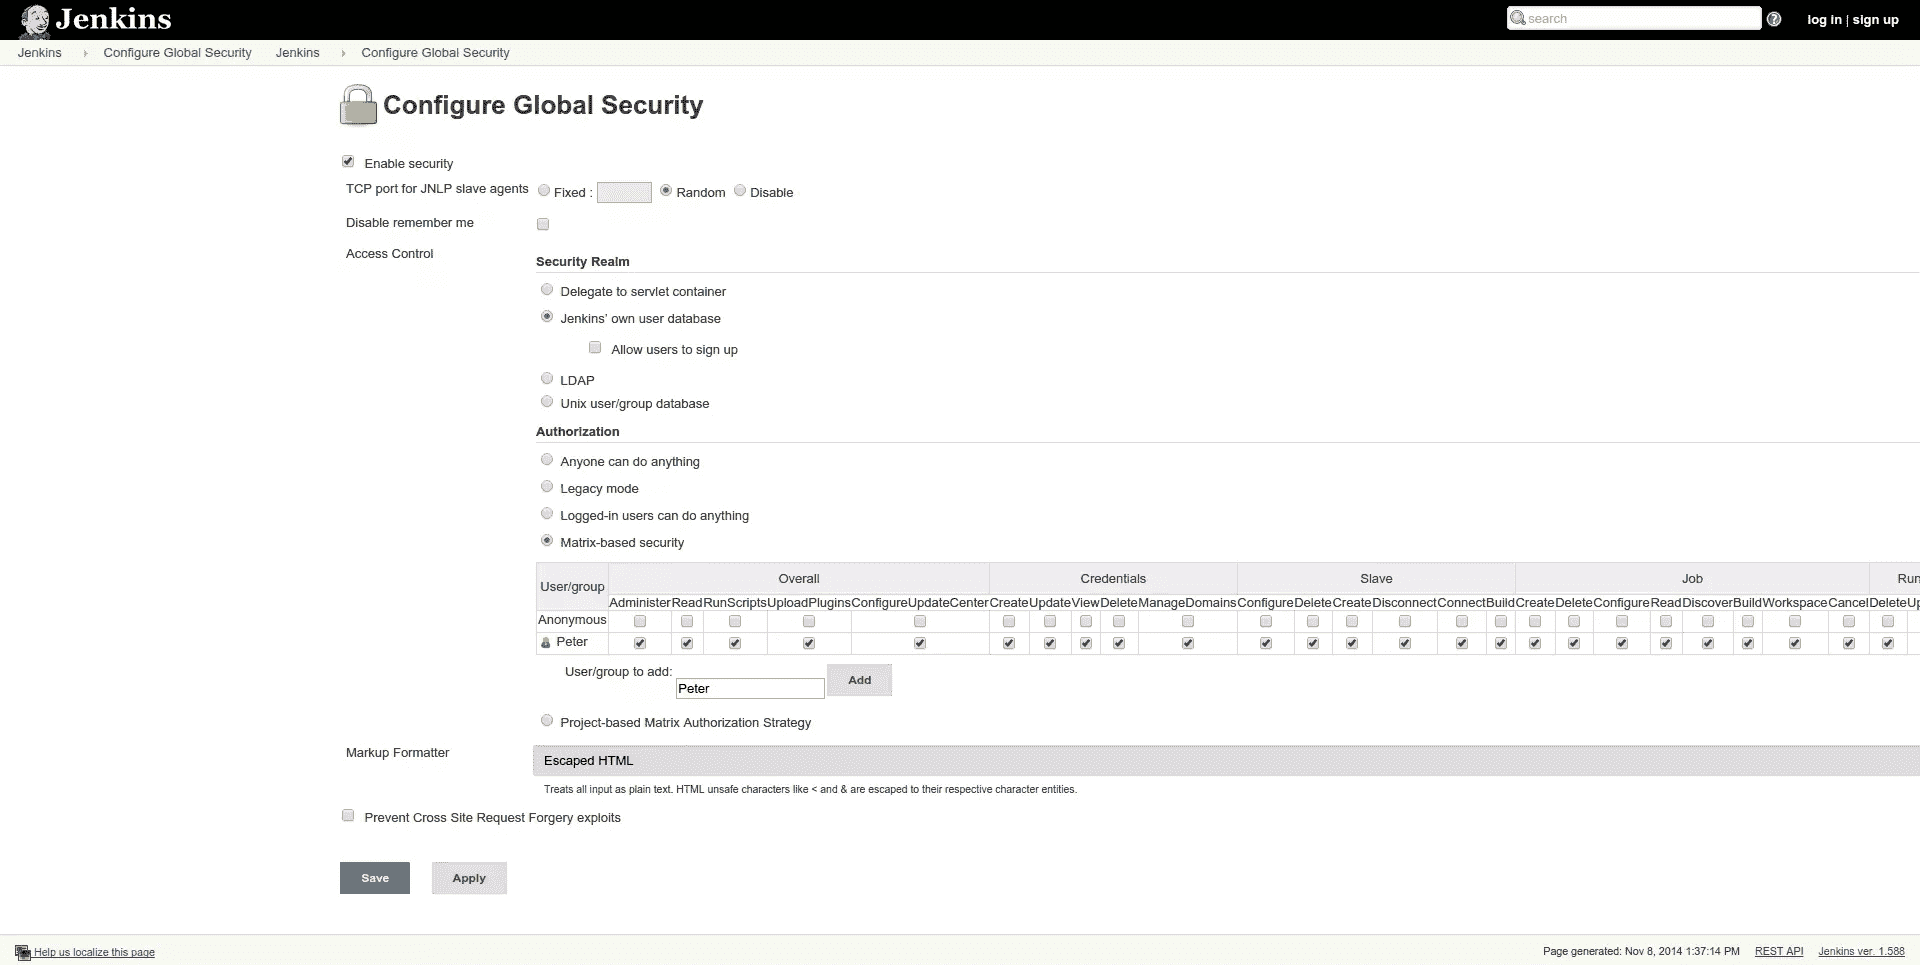 Jenkins
search
log in | sign up
Jenkins Configure Global Security Jenkins Configure Global Security
Configure Global Security
Enable security
TCP port for JNLP slave agents Fixed : Random Disable
Disable remember me
Access Control
Security Realm
Delegate to servlet container
Jenkins' own user database
Allow users to sign up
LDAP
Unix user/group database
Authorization
Anyone can do anything
Legacy mode
Logged-in users can do anything
Matrix-based security
User/group Overall Credentials Slave Job Run
Administer Read RunScripts UploadPlugins ConfigureUpdateCenter Create Update View Delete ManageDomains Configure Delete Create Disconnect Connect Build Create Delete Configure Read Discover Build Workspace Cancel Delete Up
Anonymous
Peter
User/group to add: Peter Add
Project-based Matrix Authorization Strategy
Markup Formatter Escaped HTML
Treats all input as plain text. HTML unsafe characters like < and & are escaped to their respective character entities.
Prevent Cross Site Request Forgery exploits
Save Apply
Help us localize this page Page generated: Nov 8, 2014 1:37:14 PM REST API Jenkins ver. 1.588